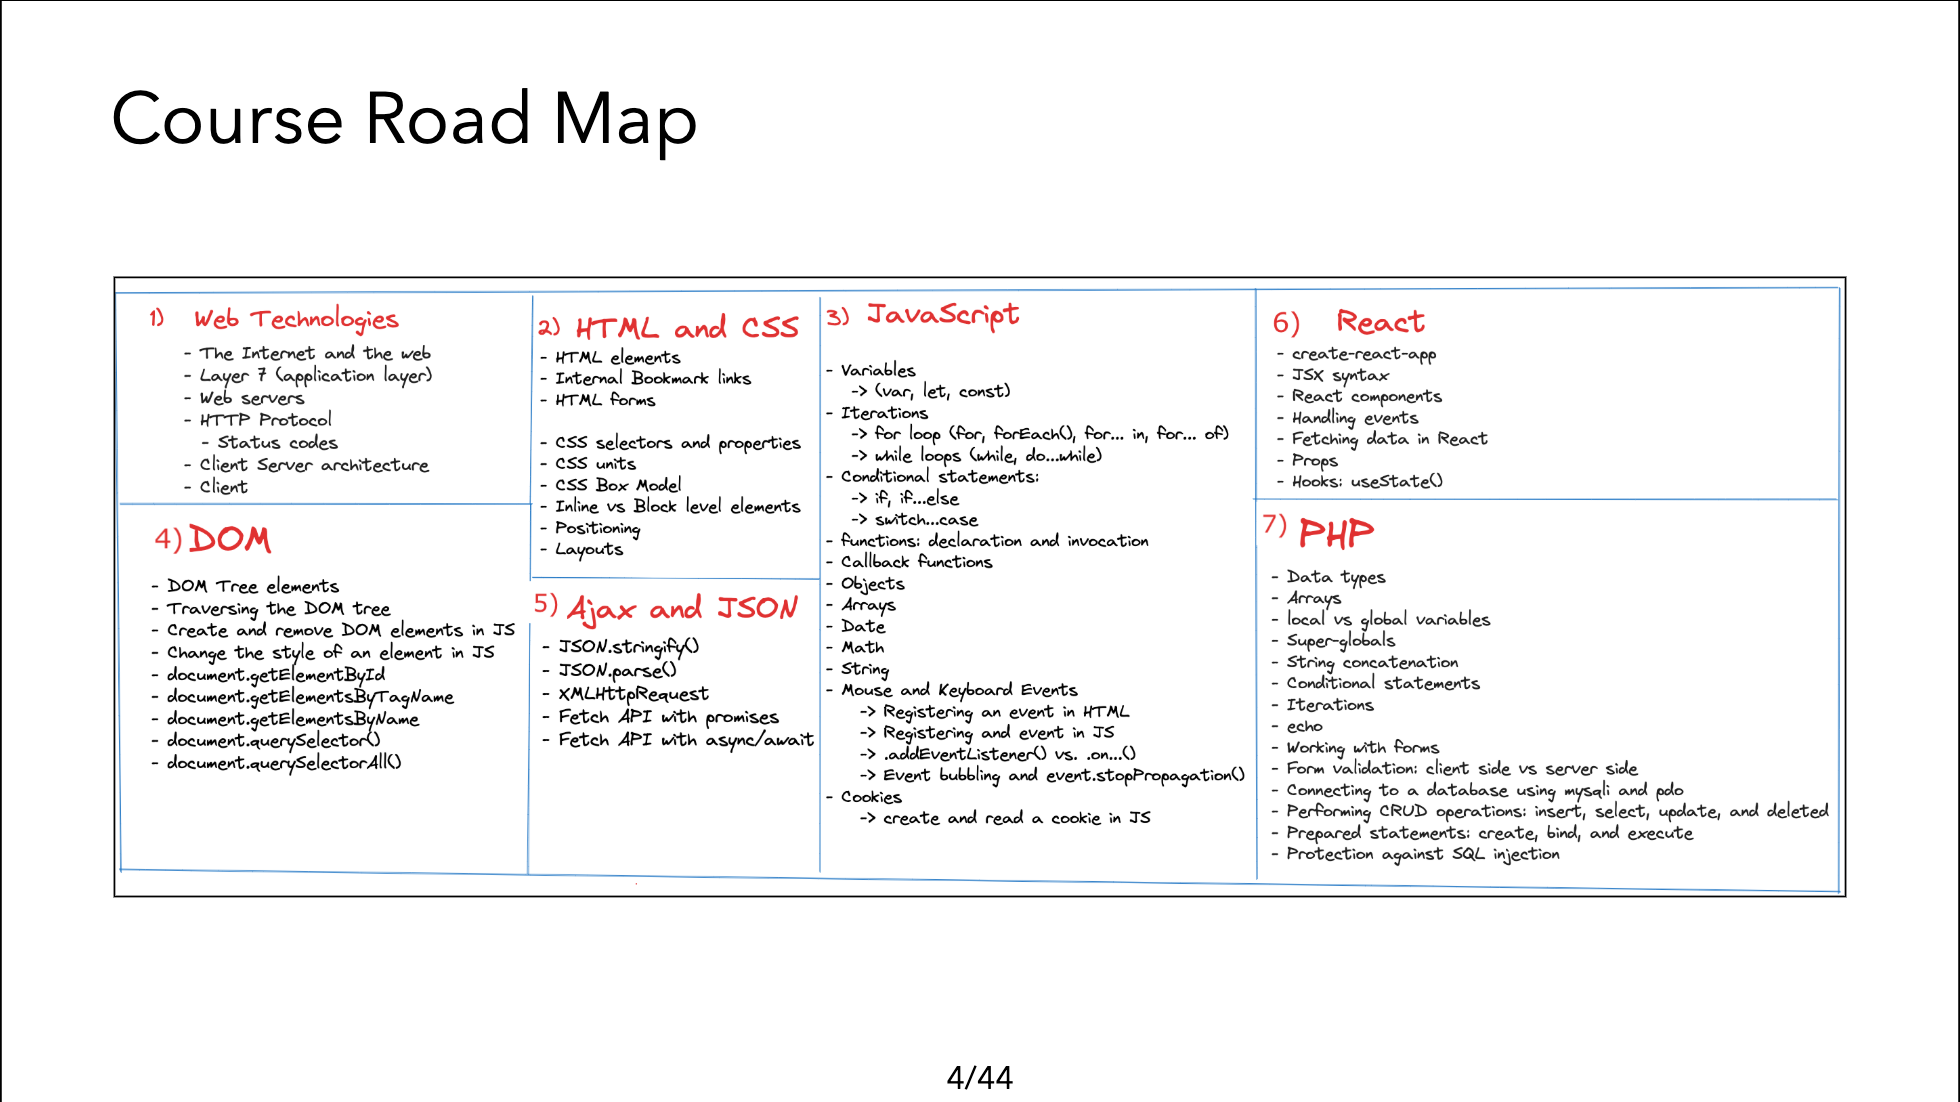 Course Road Map
1) Web Technologies
- The Internet and the web
- Layer 7 (application layer)
- Web servers
- HTTP Protocol
- Status codes
- Client Server architecture
- Client
2) HTML and CSS
- HTML elements
- Internal Bookmark links
- HTML forms
- CSS selectors and properties
- CSS units
- CSS Box Model
- Inline vs Block level elements
- Positioning
- Layouts
3) JavaScript
- Variables
-> (var, let, const)
- Iterations
-> for loop (for, forEach(), for... in, for... of)
-> while loops (while, do...while)
- Conditional statements:
-> if, if...else
-> switch...case
- functions: declaration and invocation
- Callback functions
- Objects
- Arrays
- Date
- Math
- String
- Mouse and Keyboard Events
-> Registering an event in HTML
-> Registering and event in JS
-> .addEventListener() vs. .on...()
-> Event bubbling and event.stopPropagation()
- Cookies
-> create and read a cookie in JS
4) DOM
- DOM Tree elements
- Traversing the DOM tree
- Create and remove DOM elements in JS
- Change the style of an element in JS
- document.getElementById
- document.getElementsByTagName
- document.getElementsByName
- document.querySelector()
- document.querySelectorAll()
5) Ajax and JSON
- JSON.stringify()
- JSON.parse()
- XMLHttpRequest
- Fetch API with promises
- Fetch API with async/await
6) React
- create-react-app
- JSX syntax
- React components
- Handling events
- Fetching data in React
- Props
- Hooks: useState()
7) PHP
- Data types
- Arrays
- local vs global variables
- Super-globals
- String concatenation
- Conditional statements
- Iterations
- echo
- Working with forms
- Form validation: client side vs server side
- Connecting to a database using mysqli and pdo
- Performing CRUD operations: insert, select, update, and deleted
- Prepared statements: create, bind, and execute
- Protection against SQL injection
4/44